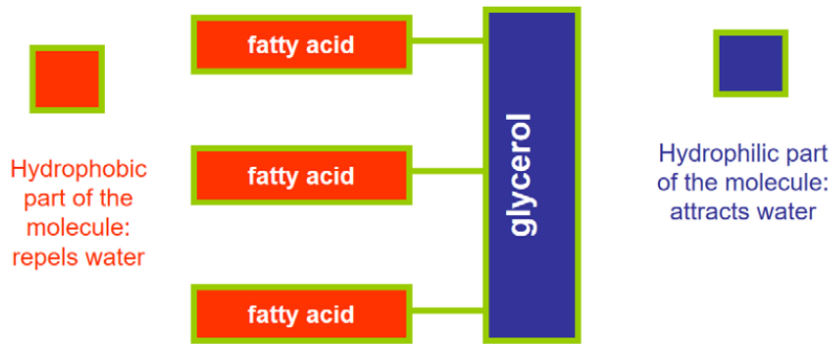 fatty acid
fatty acid
fatty acid
glycerol
Hydrophobic
part of the
molecule:
repels water
Hydrophilic part
of the molecule:
attracts water